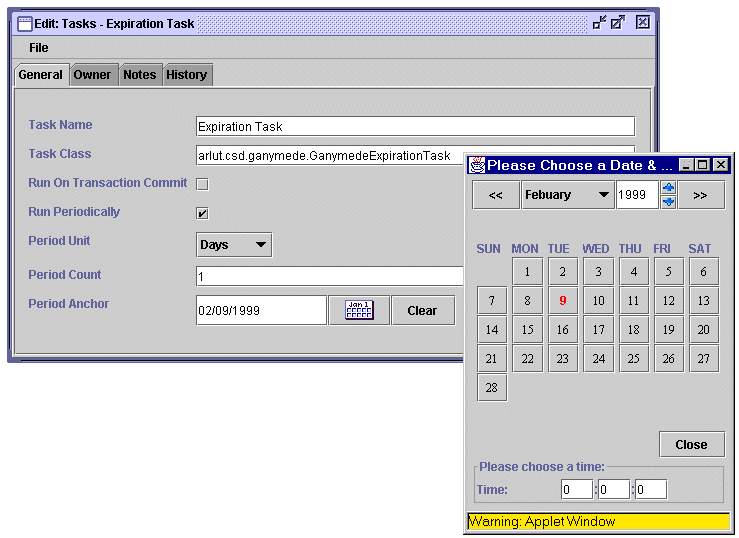 Edit: Tasks - Expiration Task
File
General Owner Notes History
Task Name Expiration Task
Task Class arlut.csd.ganymede.GanymedeExpirationTask
Run On Transaction Commit
Run Periodically
Period Unit Days
Period Count 1
Period Anchor 02/09/1999 Jan 1 Clear
Please Choose a Date & ...
<< Febuary 1999 >>
SUN MON TUE WED THU FRI SAT
1 2 3 4 5 6
7 8 9 10 11 12 13
14 15 16 17 18 19 20
21 22 23 24 25 26 27
28
Close
Please choose a time:
Time: 0 : 0 : 0
Warning: Applet Window